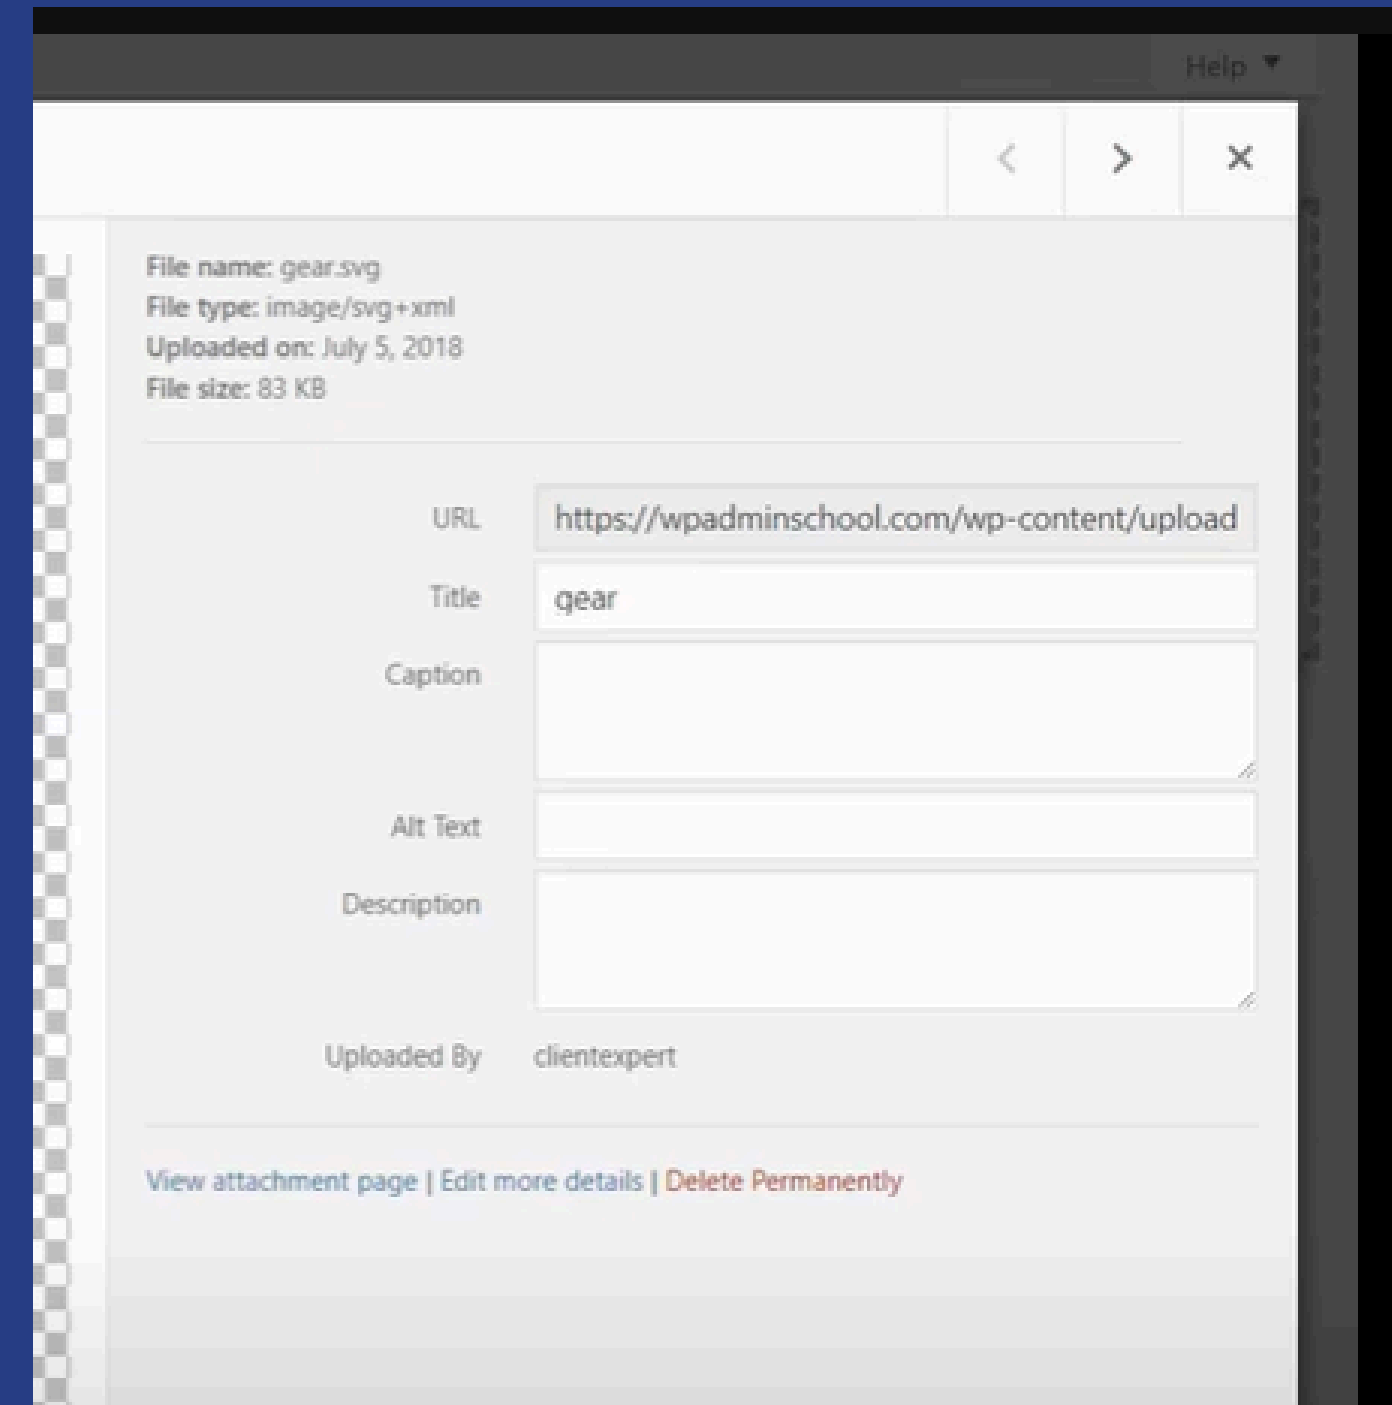 Help ▼
File name: gear.svg
File type: image/svg+xml
Uploaded on: July 5, 2018
File size: 83 KB
URL https://wpadminschool.com/wp-content/upload
Title gear
Caption
Alt Text
Description
Uploaded By clientexpert
View attachment page | Edit more details | Delete Permanently